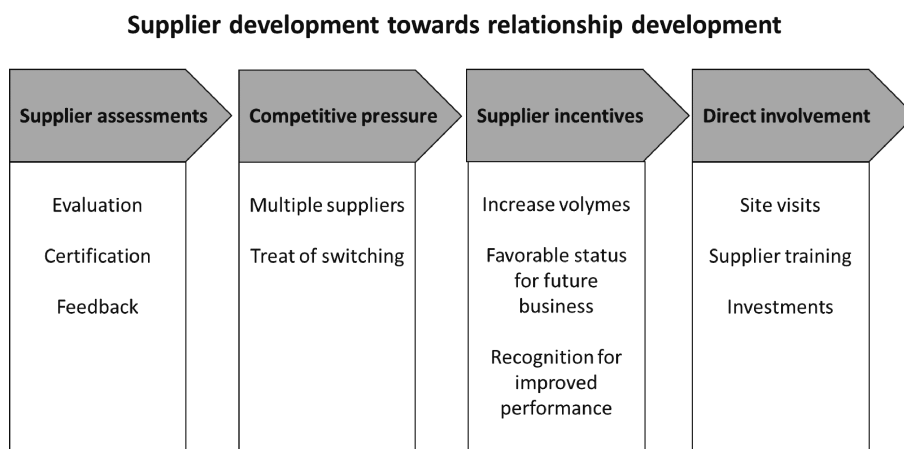 Supplier development towards relationship development
Supplier assessments
Evaluation
Certification
Feedback
Competitive pressure
Multiple suppliers
Treat of switching
Supplier incentives
Increase volymes
Favorable status
for future
business
Recognition for
improved
performance
Direct involvement
Site visits
Supplier training
Investments